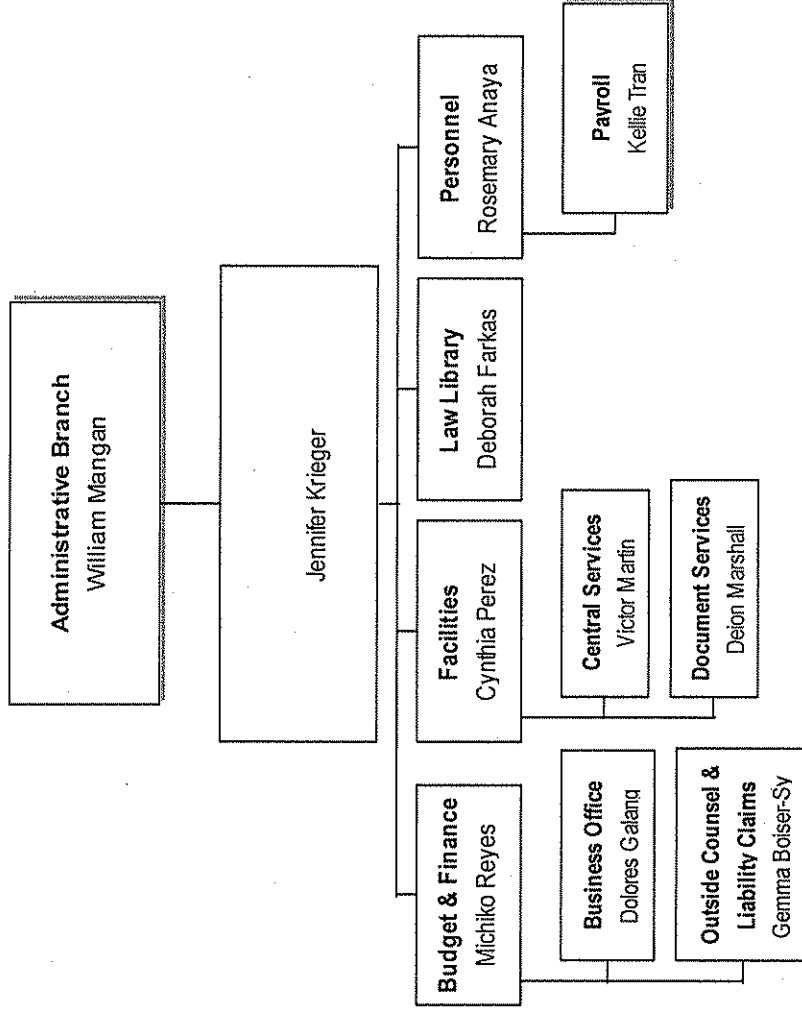 Administrative Branch
William Mangan
Jennifer Krieger
Budget & Finance
Michiko Reyes
Facilities
Cynthia Perez
Law Library
Deborah Farkas
Personnel
Rosemary Anaya
Business Office
Dolores Galang
Outside Counsel &
Liability Claims
Gemma Boiser-Sy
Central Services
Victor Martin
Document Services
Deion Marshall
Payroll
Kellie Tran